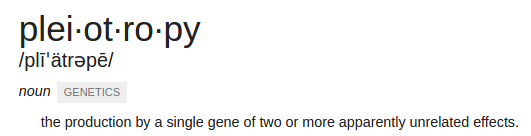 plei·ot·ro·py
/plīˈätrəpē/
noun GENETICS
the production by a single gene of two or more apparently unrelated effects.